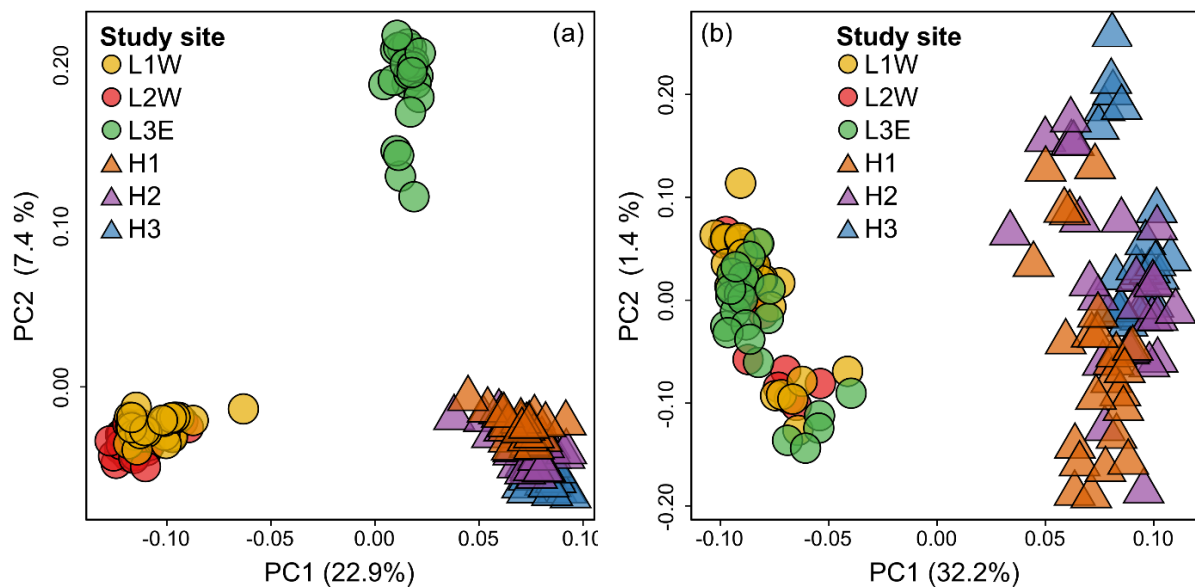 Study site
(a)
L1W
L2W
L3E
H1
H2
H3
PC2 (7.4 %)
0.20
0.10
0.00
-0.10
-0.05
0.00
0.05
0.10
PC1 (22.9%)
(b)
Study site
L1W
L2W
L3E
H1
H2
H3
PC2 (1.4 %)
0.20
0.10
0.00
-0.10
-0.20
-0.10
-0.05
0.00
0.05
0.10
PC1 (32.2%)